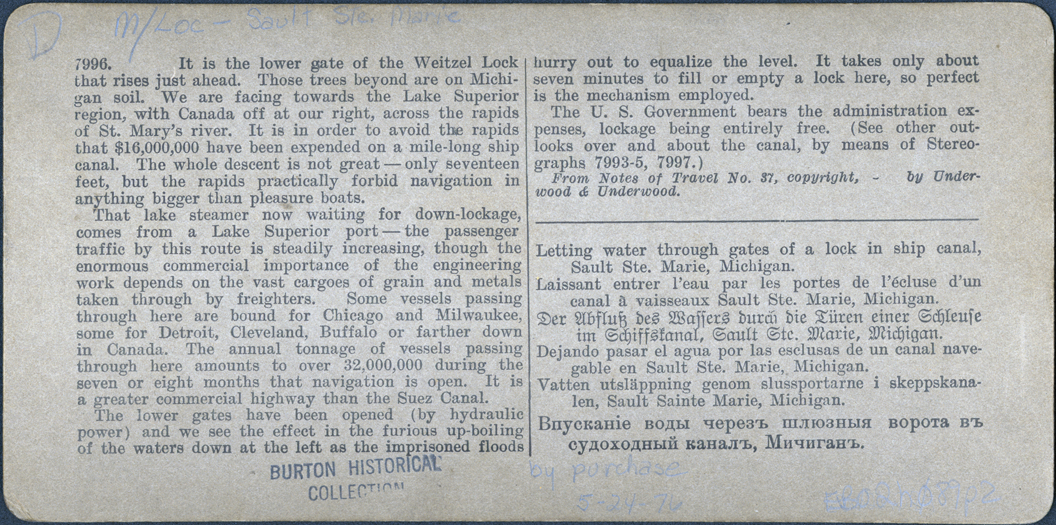 D M/Loc - Sault Ste. Marie
7996. It is the lower gate of the Weitzel Lock
that rises just ahead. Those trees beyond are on Michi-
gan soil. We are facing towards the Lake Superior
region, with Canada off at our right, across the rapids
of St. Mary's river. It is in order to avoid the rapids
that $16,000,000 have been expended on a mile-long ship
canal. The whole descent is not great — only seventeen
feet, but the rapids practically forbid navigation in
anything bigger than pleasure boats.
That lake steamer now waiting for down-lockage,
comes from a Lake Superior port — the passenger
traffic by this route is steadily increasing, though the
enormous commercial importance of the engineering
work depends on the vast cargoes of grain and metals
taken through by freighters. Some vessels passing
through here are bound for Chicago and Milwaukee,
some for Detroit, Cleveland, Buffalo or farther down
in Canada. The annual tonnage of vessels passing
through here amounts to over 32,000,000 during the
seven or eight months that navigation is open. It is
a greater commercial highway than the Suez Canal.
The lower gates have been opened (by hydraulic
power) and we see the effect in the furious up-boiling
of the waters down at the left as the imprisoned floods
hurry out to equalize the level. It takes only about
seven minutes to fill or empty a lock here, so perfect
is the mechanism employed.
The U. S. Government bears the administration ex-
penses, lockage being entirely free. (See other out-
looks over and about the canal, by means of Stereo-
graphs 7993-5, 7997.)
From Notes of Travel No. 37, copyright, - by Under-
wood & Underwood.
Letting water through gates of a lock in ship canal,
Sault Ste. Marie, Michigan.
Laissant entrer l'eau par les portes de l'écluse d'un
canal à vaisseaux Sault Ste. Marie, Michigan.
Der Abfluß des Wassers durch die Türen einer Schleuse
im Schiffskanal, Sault Ste. Marie, Michigan.
Dejando pasar el agua por las esclusas de un canal nave-
gable en Sault Ste. Marie, Michigan.
Vatten utsläppning genom slussportarne i skeppskana-
len, Sault Sainte Marie, Michigan.
Впусканіе воды черезъ шлюзныя ворота въ
судоходный каналъ, Мичиганъ.
BURTON HISTORICAL
COLLECTION
by purchase
5-24-76